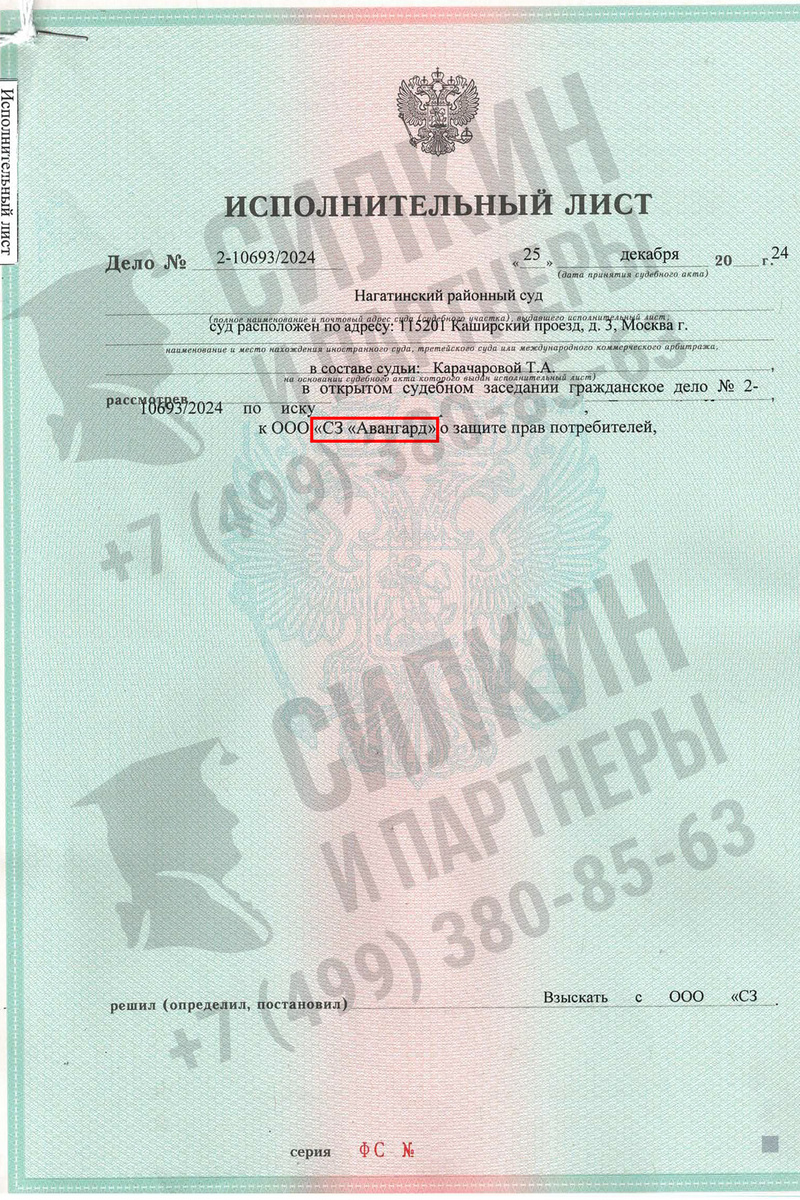 Исполнительный лист
ИСПОЛНИТЕЛЬНЫЙ ЛИСТ
Дело № 2-10693/2024 «25» декабря 20 г. 24
(дата принятия судебного акта)
Нагатинский районный суд
(полное наименование и почтовый адрес суда (судебного участка), выдавшего исполнительный лист;
суд расположен по адресу: 115201 Каширский проезд, д. 3, Москва г.
наименование и место нахождения иностранного суда, третейского суда или международного коммерческого арбитража,
в составе судьи: Карачаровой Т.А. ,
на основании судебного акта которого выдан исполнительный лист)
рассмотрев в открытом судебном заседании гражданское дело № 2-
10693/2024 по иску ,
к ООО «СЗ «Авангард» о защите прав потребителей,
решил (определил, постановил) Взыскать с ООО «СЗ
серия ФС №
СИЛКИН
И ПАРТНЕРЫ
+7 (499) 380-85-63
СИЛКИН
И ПАРТНЕРЫ
+7 (499) 380-85-63